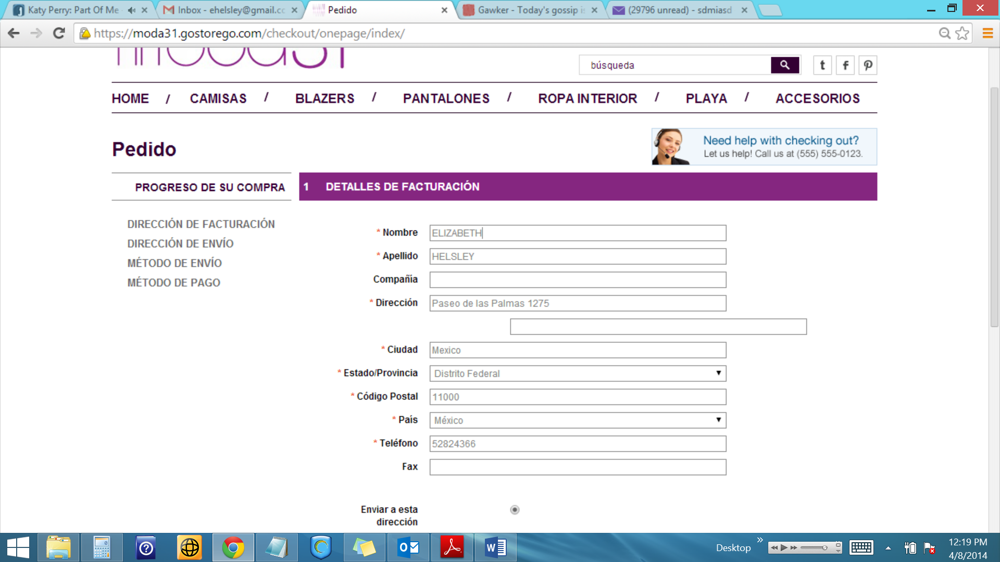 Katy Perry: Part Of Me
Inbox - ehelsley@gmail.cc
Pedido
Gawker - Today's gossip is
(29796 unread) - sdmiasd
https://moda31.gostorego.com/checkout/onepage/index/
moda31
búsqueda
HOME / CAMISAS / BLAZERS / PANTALONES / ROPA INTERIOR / PLAYA / ACCESORIOS
Pedido
Need help with checking out?
Let us help! Call us at (555) 555-0123.
PROGRESO DE SU COMPRA
DIRECCIÓN DE FACTURACIÓN
DIRECCIÓN DE ENVÍO
MÉTODO DE ENVÍO
MÉTODO DE PAGO
1 DETALLES DE FACTURACIÓN
* Nombre ELIZABETH
* Apellido HELSLEY
Compañía
* Dirección Paseo de las Palmas 1275
* Ciudad Mexico
* Estado/Provincia Distrito Federal
* Código Postal 11000
* País México
* Teléfono 52824366
Fax
Enviar a esta
dirección
Desktop
12:19 PM
4/8/2014